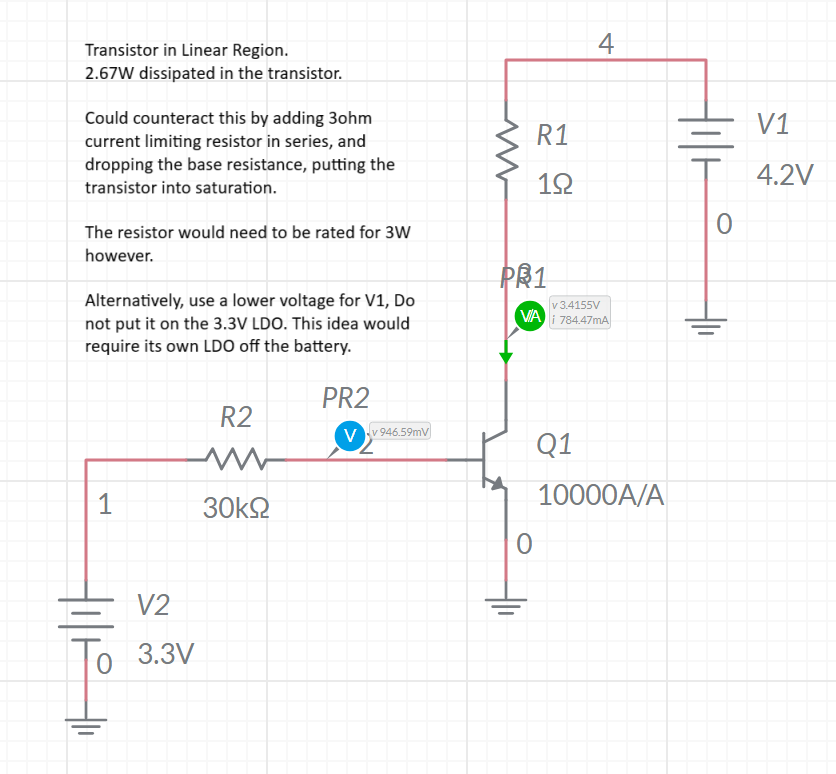 Transistor in Linear Region.
2.67W dissipated in the transistor.
Could counteract this by adding 3ohm
current limiting resistor in series, and
dropping the base resistance, putting the
transistor into saturation.
The resistor would need to be rated for 3W
however.
Alternatively, use a lower voltage for V1, Do
not put it on the 3.3V LDO. This idea would
require its own LDO off the battery.
4
R1
1Ω
V1
4.2V
0
PR1
3
VA
v 3.4155V
i 784.47mA
PR2
V
v 946.59mV
2
R2
30kΩ
Q1
10000A/A
0
1
V2
3.3V
0